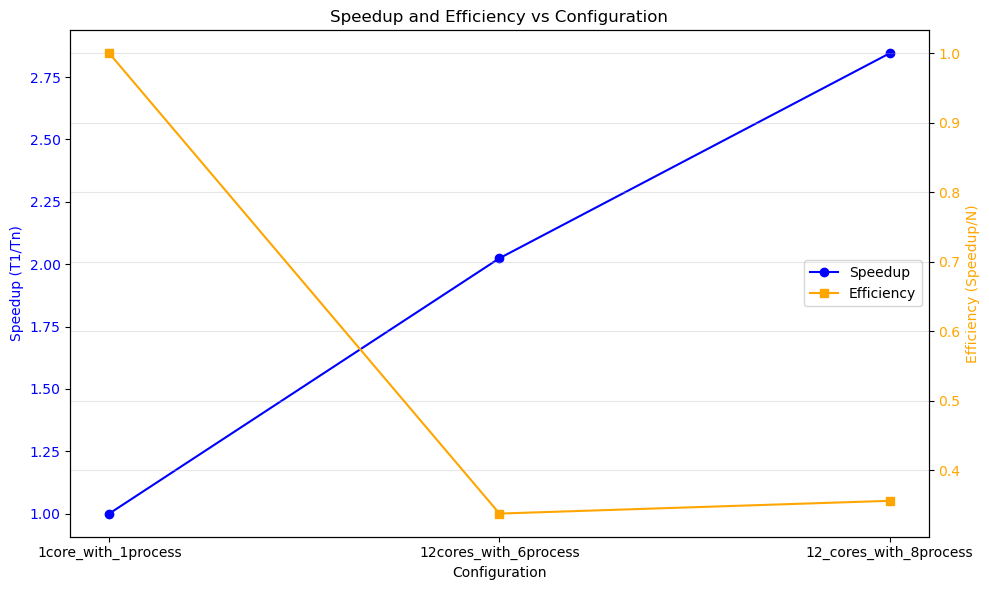 Speedup and Efficiency vs Configuration
Speedup (T1/Tn)
2.75
2.50
2.25
2.00
1.75
1.50
1.25
1.00
1.0
0.9
0.8
0.7
0.6
0.5
0.4
Efficiency (Speedup/N)
Speedup
Efficiency
1core_with_1process
12cores_with_6process
12_cores_with_8process
Configuration